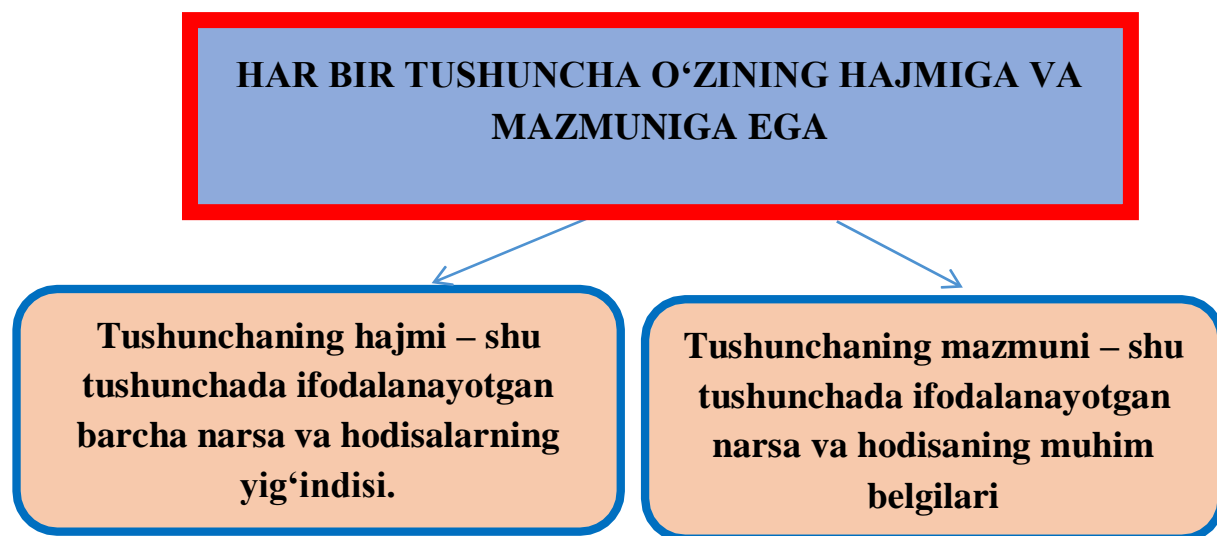 HAR BIR TUSHUNCHA O‘ZINING HAJMIGA VA
MAZMUNIGA EGA
Tushunchaning hajmi – shu
tushunchada ifodalanayotgan
barcha narsa va hodisalarning
yig‘indisi.
Tushunchaning mazmuni – shu
tushunchada ifodalanayotgan
narsa va hodisaning muhim
belgilari